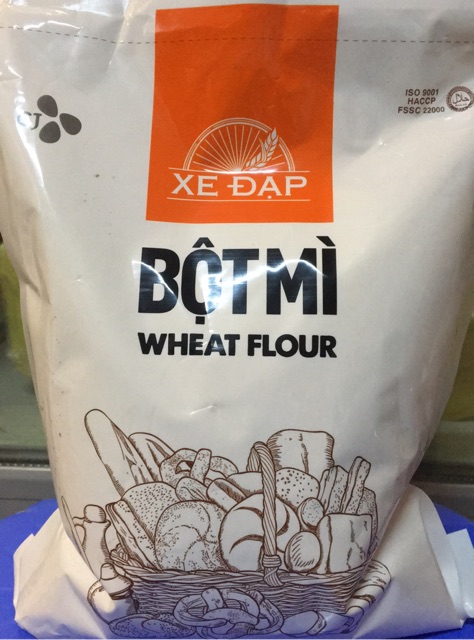 CJ
ISO 9001
HACCP
FSSC 22000
XE ĐẠP
BỘT MÌ
WHEAT FLOUR